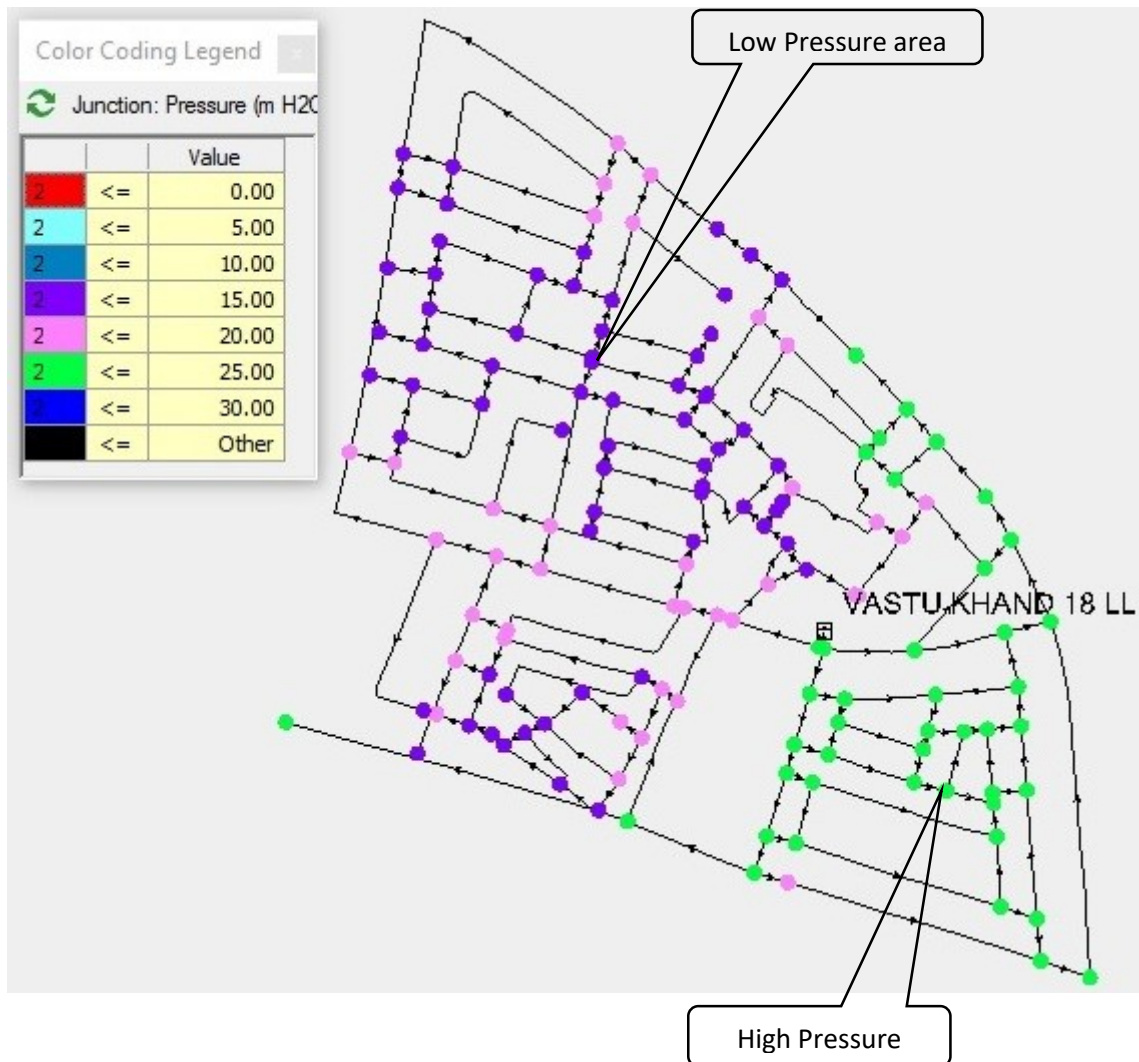 Color Coding Legend x
Junction: Pressure (m H2O
Value
2 <= 0.00
2 <= 5.00
2 <= 10.00
2 <= 15.00
2 <= 20.00
2 <= 25.00
2 <= 30.00
<= Other
Low Pressure area
VASTU KHAND 18 LL
High Pressure